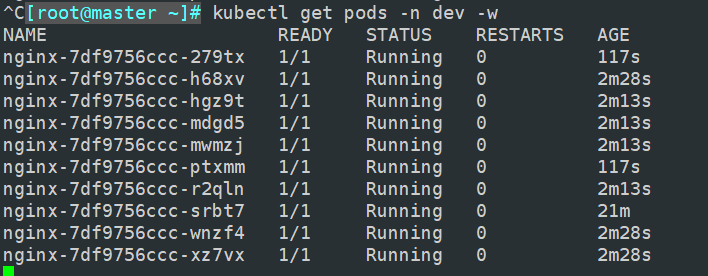 ^C[root@master ~]# kubectl get pods -n dev -w
NAME READY STATUS RESTARTS AGE
nginx-7df9756ccc-279tx 1/1 Running 0 117s
nginx-7df9756ccc-h68xv 1/1 Running 0 2m28s
nginx-7df9756ccc-hgz9t 1/1 Running 0 2m13s
nginx-7df9756ccc-mdgd5 1/1 Running 0 2m13s
nginx-7df9756ccc-mwmzj 1/1 Running 0 2m13s
nginx-7df9756ccc-ptxmm 1/1 Running 0 117s
nginx-7df9756ccc-r2qln 1/1 Running 0 2m13s
nginx-7df9756ccc-srbt7 1/1 Running 0 21m
nginx-7df9756ccc-wnzf4 1/1 Running 0 2m28s
nginx-7df9756ccc-xz7vx 1/1 Running 0 2m28s